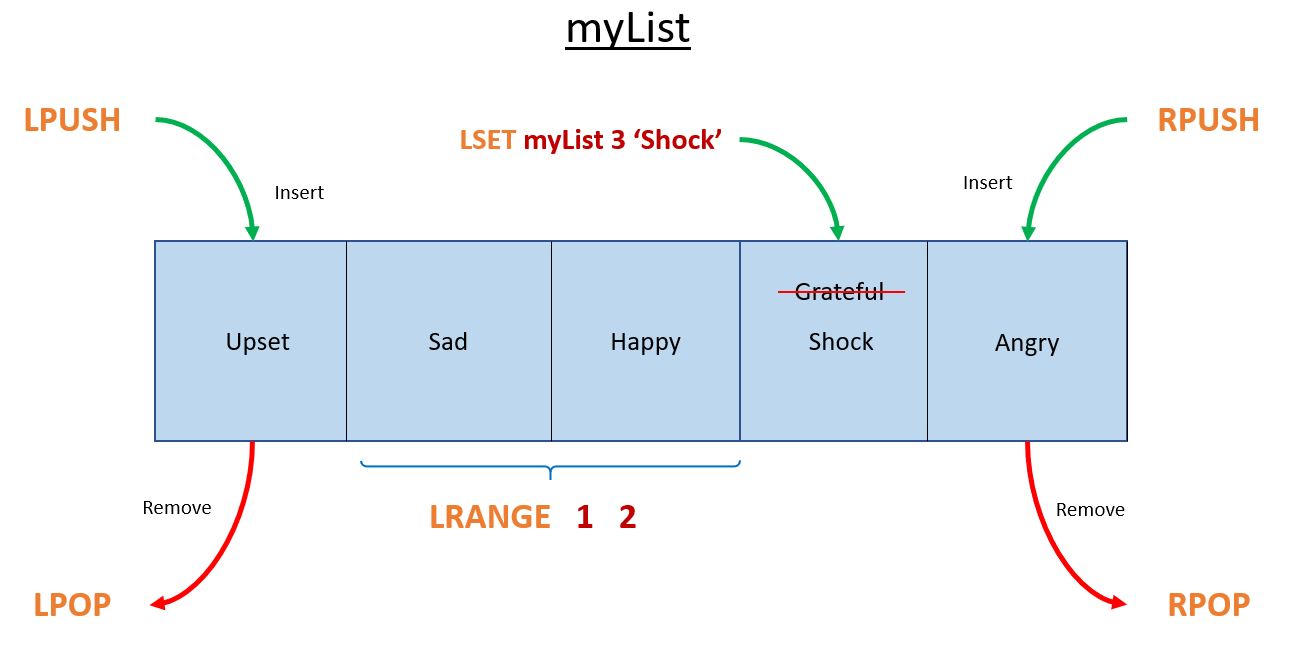 myList
LPUSH
LSET myList 3 ‘Shock’
RPUSH
Insert
Insert
Grateful
Upset
Sad
Happy
Shock
Angry
Remove
LRANGE 1 2
Remove
LPOP
RPOP